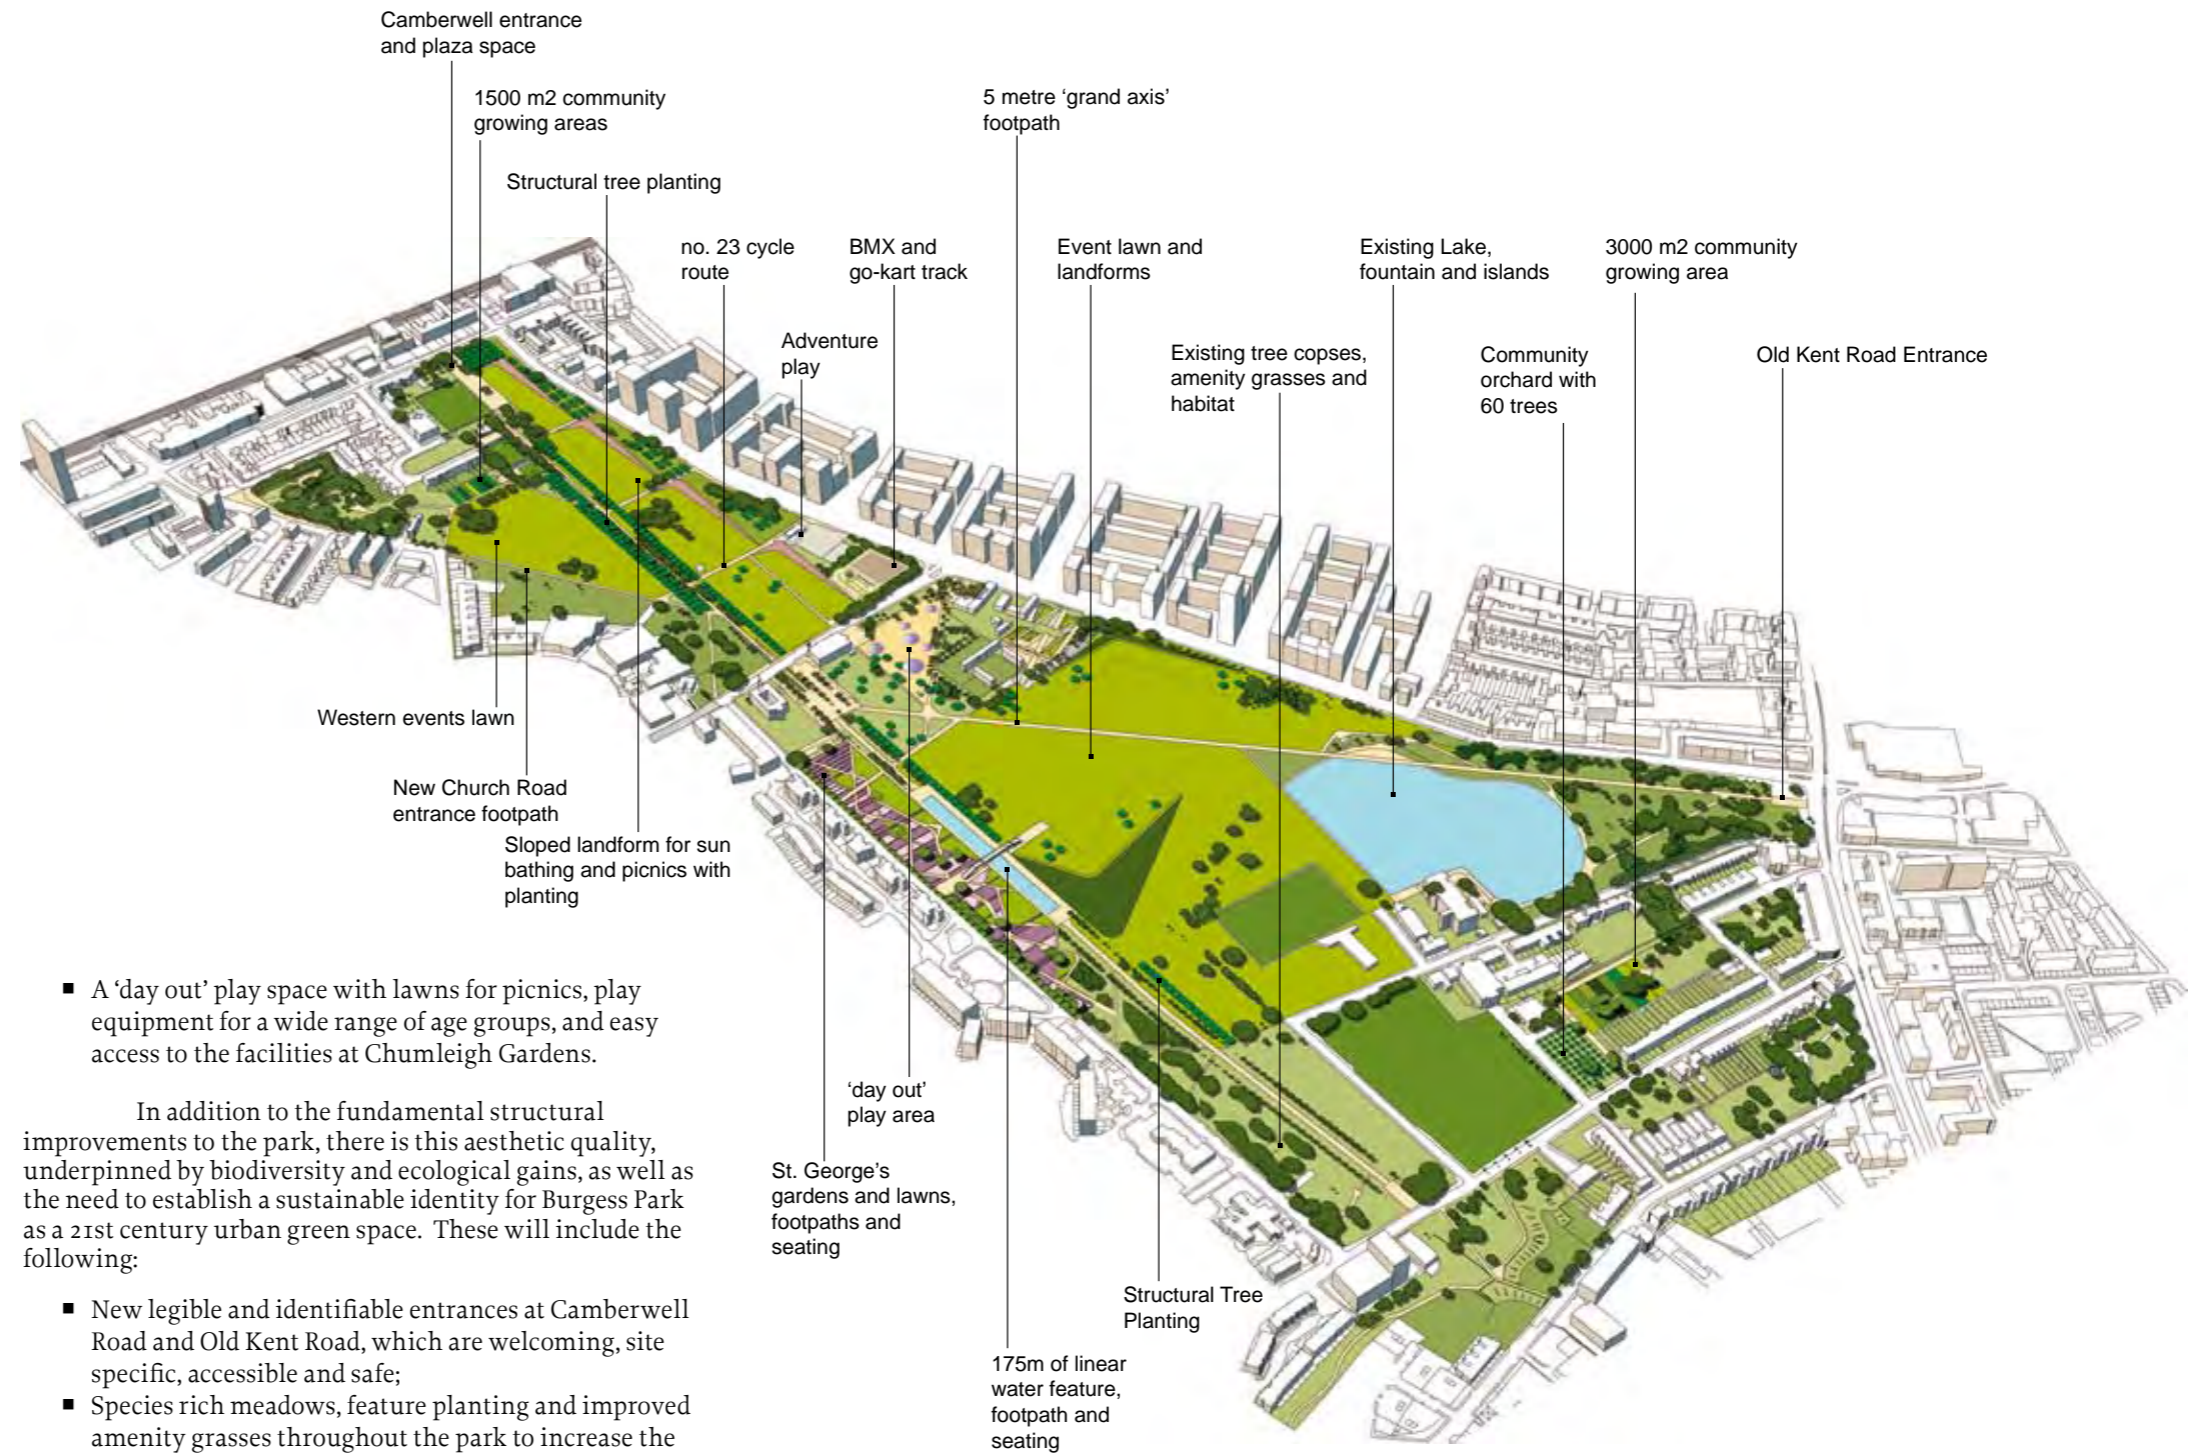 Camberwell entrance
and plaza space
1500 m2 community
growing areas
Structural tree planting
no. 23 cycle
route
Adventure
play
BMX and
go-kart track
5 metre ‘grand axis’
footpath
Event lawn and
landforms
Existing tree copses,
amenity grasses and
habitat
Existing Lake,
fountain and islands
Community
orchard with
60 trees
3000 m2 community
growing area
Old Kent Road Entrance
Western events lawn
New Church Road
entrance footpath
Sloped landform for sun
bathing and picnics with
planting
‘day out’
play area
St. George’s
gardens and lawns,
footpaths and
seating
175m of linear
water feature,
footpath and
seating
Structural Tree
Planting
▪ A ‘day out’ play space with lawns for picnics, play
equipment for a wide range of age groups, and easy
access to the facilities at Chumleigh Gardens.
In addition to the fundamental structural
improvements to the park, there is this aesthetic quality,
underpinned by biodiversity and ecological gains, as well as
the need to establish a sustainable identity for Burgess Park
as a 21st century urban green space. These will include the
following:
▪ New legible and identifiable entrances at Camberwell
Road and Old Kent Road, which are welcoming, site
specific, accessible and safe;
▪ Species rich meadows, feature planting and improved
amenity grasses throughout the park to increase the